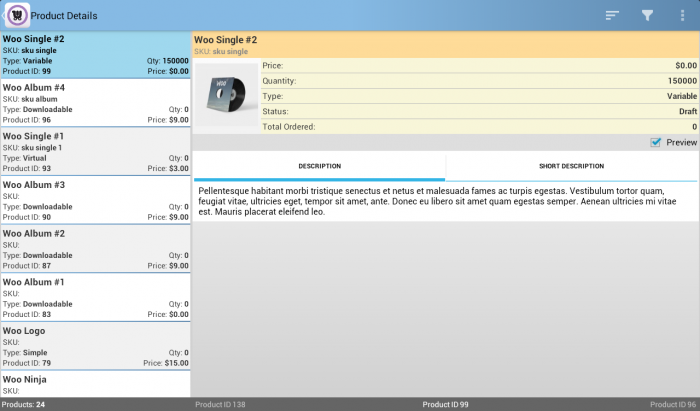 Product Details
Woo Single #2
SKU: sku single
Type: Variable Qty: 150000
Product ID: 99 Price: $0.00
Woo Album #4
SKU: sku album
Type: Downloadable Qty: 0
Product ID: 96 Price: $9.00
Woo Single #1
SKU: sku single 1
Type: Virtual Qty: 0
Product ID: 93 Price: $3.00
Woo Album #3
SKU:
Type: Downloadable Qty: 0
Product ID: 90 Price: $9.00
Woo Album #2
SKU:
Type: Downloadable Qty: 0
Product ID: 87 Price: $9.00
Woo Album #1
SKU:
Type: Downloadable Qty: 0
Product ID: 83 Price: $0.00
Woo Logo
SKU:
Type: Simple Qty: 0
Product ID: 79 Price: $15.00
Woo Ninja
SKU:
Products: 24
Woo Single #2
SKU: sku single
WOO
Price: $0.00
Quantity: 150000
Type: Variable
Status: Draft
Total Ordered: 0
Preview
DESCRIPTION SHORT DESCRIPTION
Pellentesque habitant morbi tristique senectus et netus et malesuada fames ac turpis egestas. Vestibulum tortor quam,
feugiat vitae, ultricies eget, tempor sit amet, ante. Donec eu libero sit amet quam egestas semper. Aenean ultricies mi vitae
est. Mauris placerat eleifend leo.
Product ID 138 Product ID 99 Product ID 96